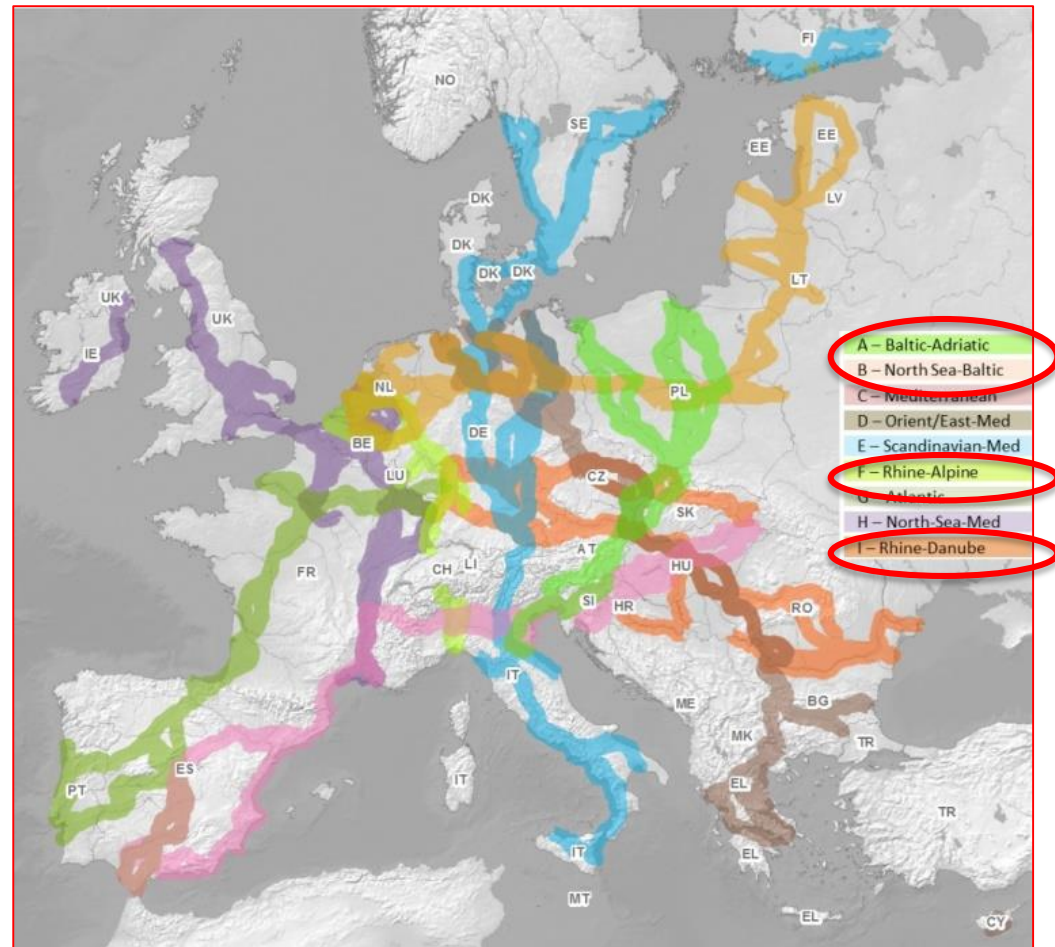 FI
NO
SE
EE
EE
DK
LV
DK
DK
DK
LT
UK
UK
IE
NL
PL
BE
DE
LU
CZ
SK
FR
CH
LI
AT
HU
SI
HR
RO
IT
ME
BG
MK
TR
PT
ES
IT
EL
TR
IT
EL
MT
EL
CY
A – Baltic-Adriatic
B – North Sea-Baltic
C – Mediterranean
D – Orient/East-Med
E – Scandinavian-Med
F – Rhine-Alpine
G – Atlantic
H – North-Sea-Med
I – Rhine-Danube